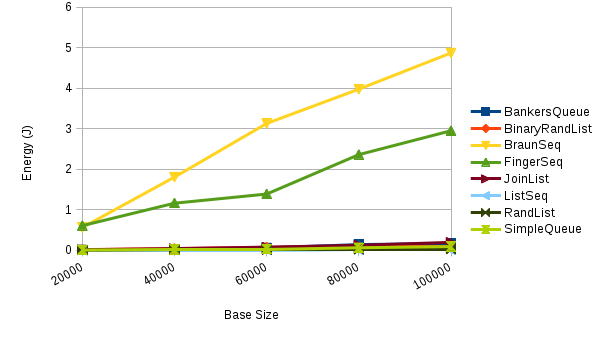 6
5
4
3
2
1
0
Energy (J)
20000
40000
60000
80000
100000
Base Size
BankersQueue
BinaryRandList
BraunSeq
FingerSeq
JoinList
ListSeq
RandList
SimpleQueue